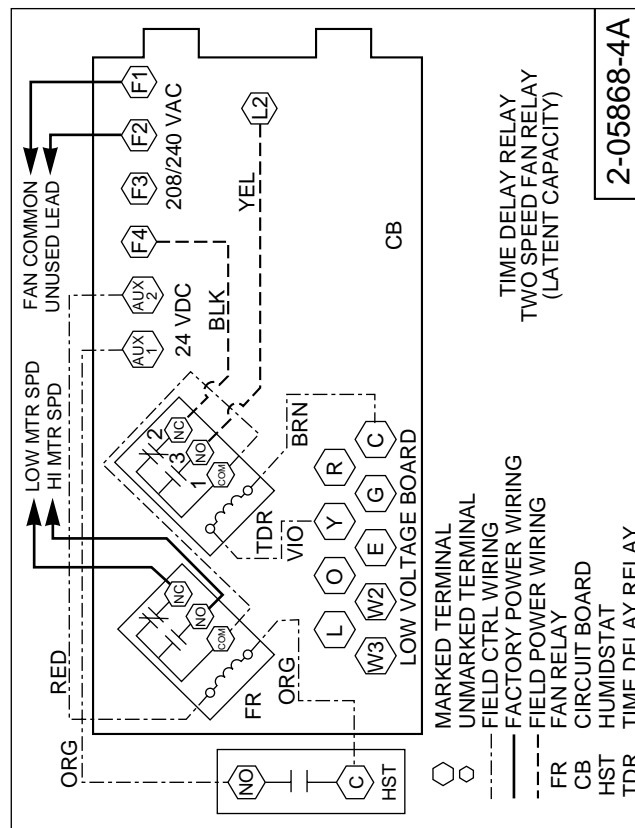 FAN COMMON
UNUSED LEAD
LOW MTR SPD
HI MTR SPD
F1
F2
F3
F4
208/240 VAC
AUX 2
AUX 1
24 VDC
L2
YEL
BLK
CB
RED
ORG
NC
NO
COM
FR
ORG
2
NC
3
NO
1
COM
TDR
VIO
BRN
NO
C
HST
L
O
Y
R
W3
W2
E
G
C
LOW VOLTAGE BOARD
MARKED TERMINAL
UNMARKED TERMINAL
FIELD CTRL WIRING
FACTORY POWER WIRING
FIELD POWER WIRING
FR FAN RELAY
CB CIRCUIT BOARD
HST HUMIDSTAT
TDR TIME DELAY RELAY
TIME DELAY RELAY
TWO SPEED FAN RELAY
(LATENT CAPACITY)
2-05868-4A